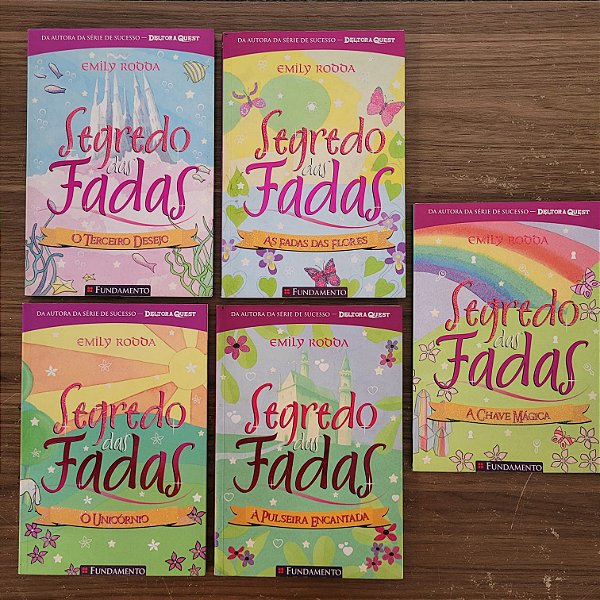 DA AUTORA DA SÉRIE DE SUCESSO — DELTORA QUEST
EMILY RODDA
Segredo
das
Fadas
O TERCEIRO DESEJO
FUNDAMENTO
DA AUTORA DA SÉRIE DE SUCESSO — DELTORA QUEST
EMILY RODDA
Segredo
das
Fadas
AS FADAS DAS FLORES
FUNDAMENTO
DA AUTORA DA SÉRIE DE SUCESSO — DELTORA QUEST
EMILY RODDA
Segredo
das
Fadas
A CHAVE MÁGICA
FUNDAMENTO
DA AUTORA DA SÉRIE DE SUCESSO — DELTORA QUEST
EMILY RODDA
Segredo
das
Fadas
O UNICÓRNIO
FUNDAMENTO
DA AUTORA DA SÉRIE DE SUCESSO — DELTORA QUEST
EMILY RODDA
Segredo
das
Fadas
A PULSEIRA ENCANTADA
FUNDAMENTO